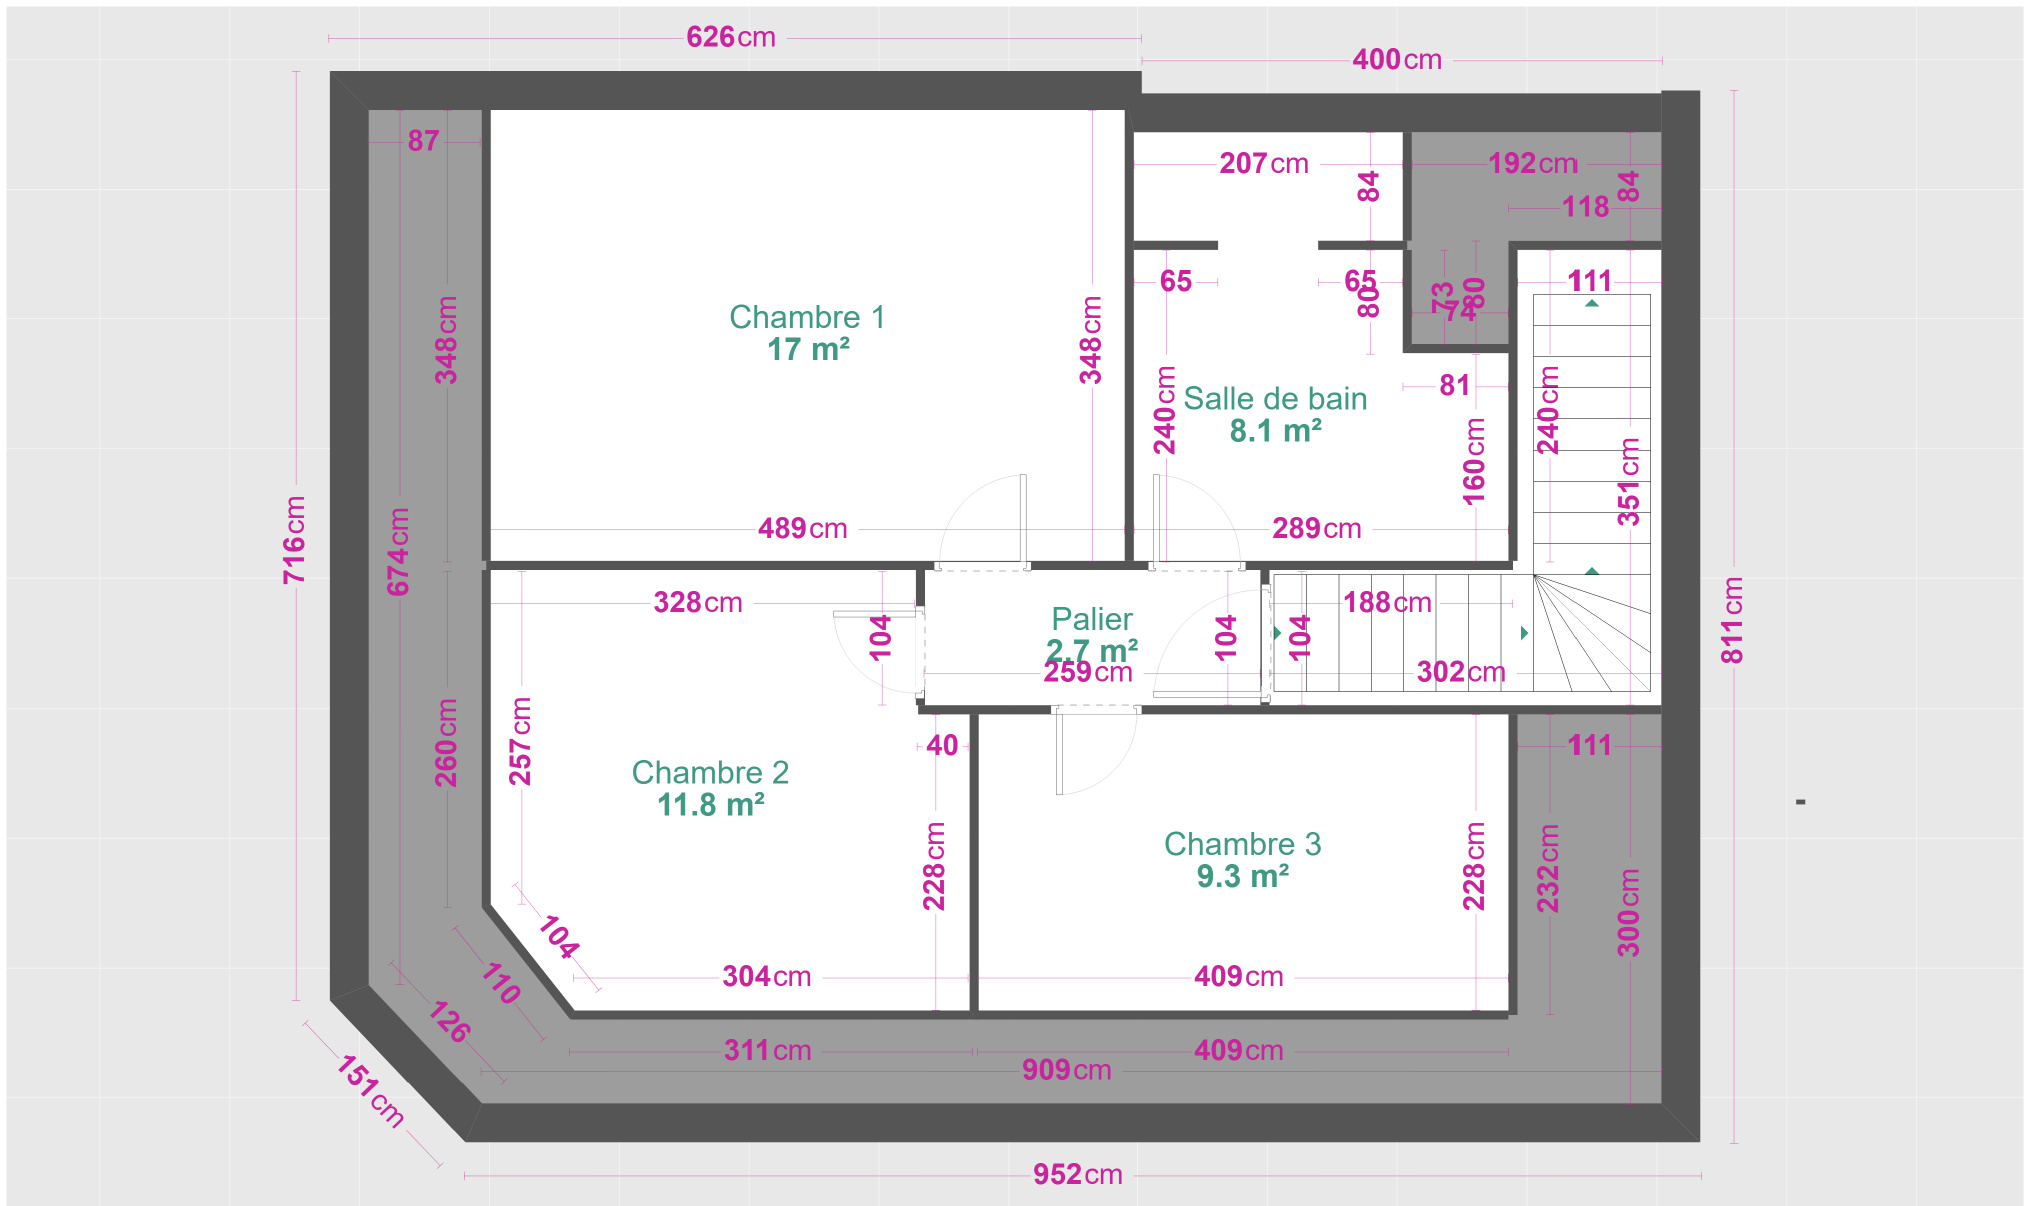 626cm
400cm
87
207cm
192cm
84
84
118
65
65
80
73
80
74
111
348cm
Chambre 1
17 m²
348cm
81
240cm
Salle de bain
8.1 m²
240cm
160cm
351cm
716cm
674cm
489cm
289cm
328cm
104
Palier
2.7 m²
259cm
104
104
188cm
302cm
811cm
260cm
257cm
40
111
Chambre 2
11.8 m²
Chambre 3
9.3 m²
228cm
228cm
232cm
300cm
104
304cm
409cm
110
126
311cm
409cm
909cm
151cm
952cm